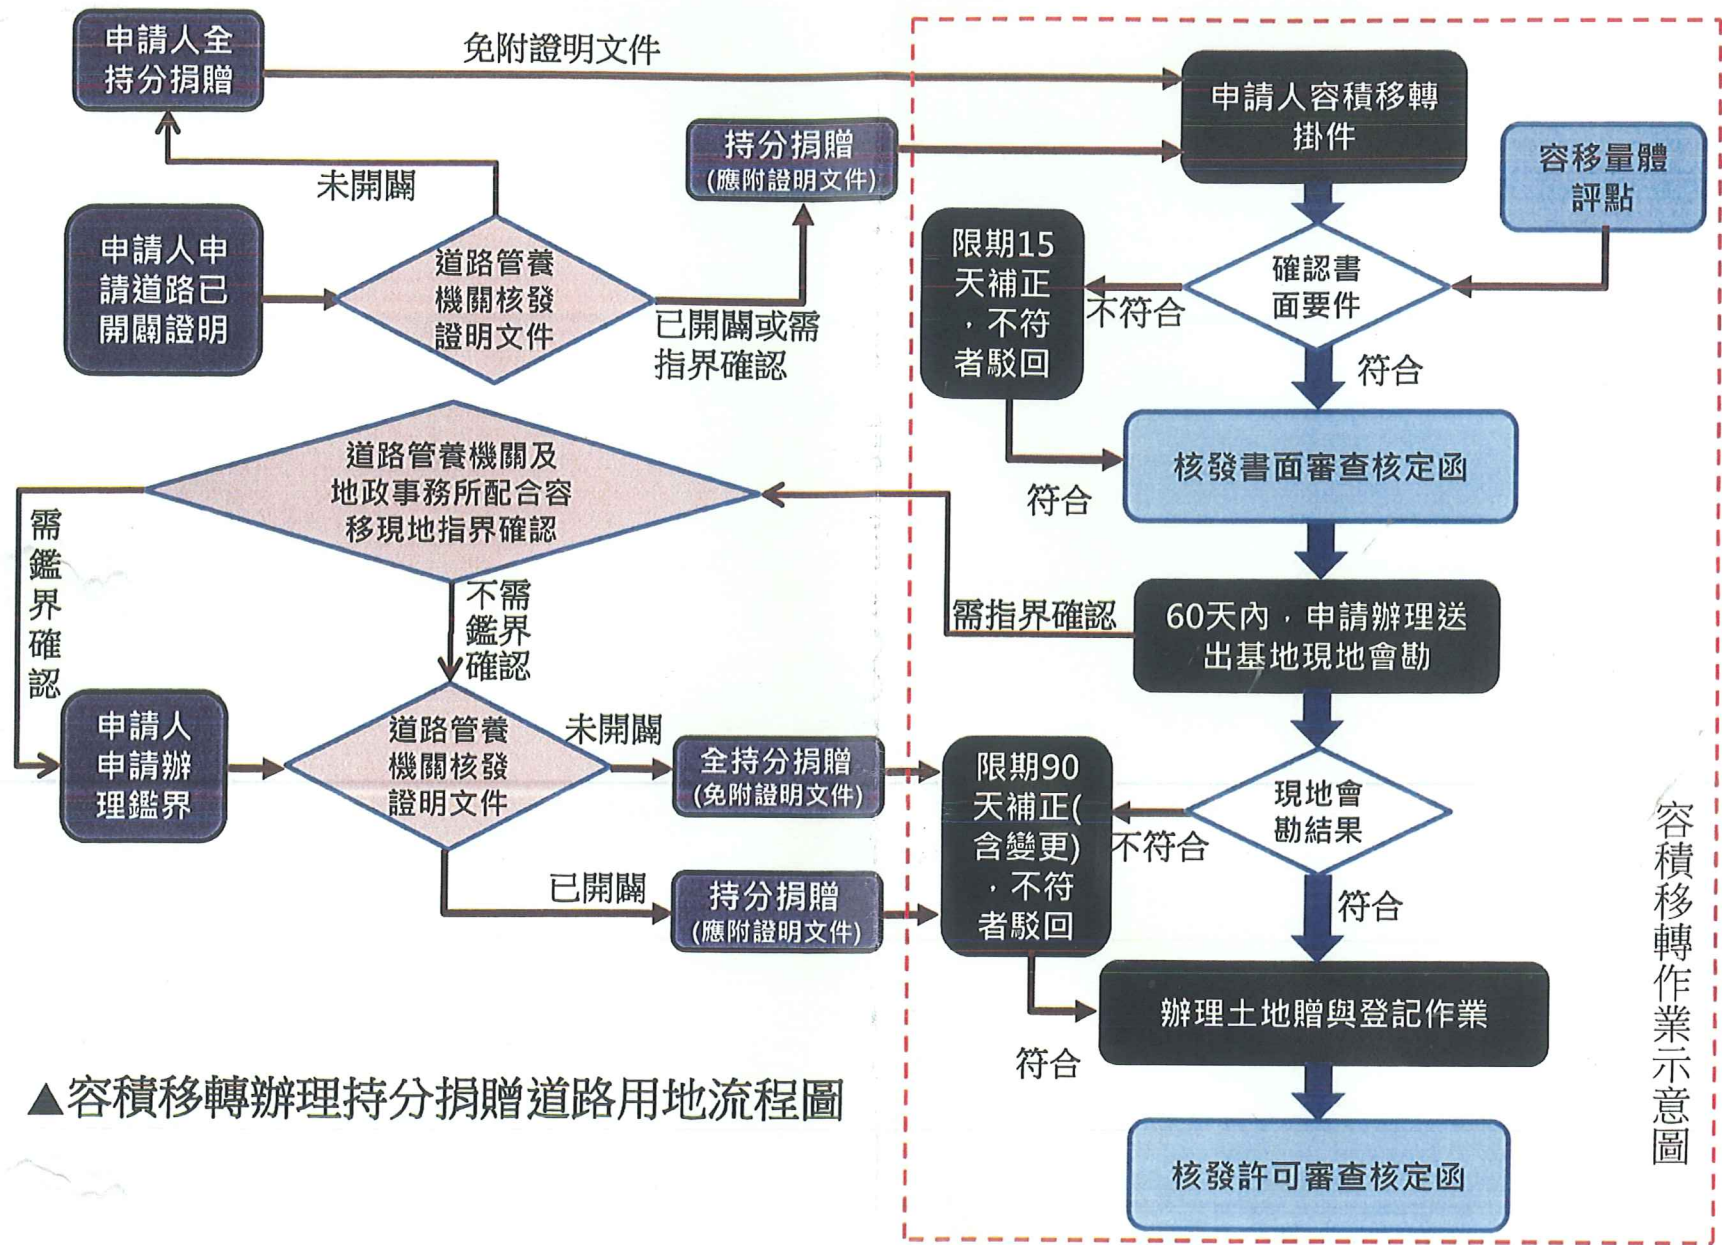 申請人全
持分捐贈
免附證明文件
申請人容積移轉
掛件
持分捐贈
(應附證明文件)
容移量體
評點
未開闢
申請人申
請道路已
開闢證明
道路管養
機關核發
證明文件
已開闢或需
指界確認
限期15
天補正
，不符
者駁回
不符合
確認書
面要件
符合
核發書面審查核定函
符合
道路管養機關及
地政事務所配合容
移現地指界確認
需鑑界確認
不需
鑑界
確認
需指界確認
60天內，申請辦理送
出基地現地會勘
申請人
申請辦
理鑑界
道路管養
機關核發
證明文件
未開闢
全持分捐贈
(免附證明文件)
已開闢
持分捐贈
(應附證明文件)
限期90
天補正(
含變更)
，不符
者駁回
不符合
現地會
勘結果
符合
辦理土地贈與登記作業
符合
核發許可審查核定函
容積移轉作業示意圖
▲容積移轉辦理持分捐贈道路用地流程圖